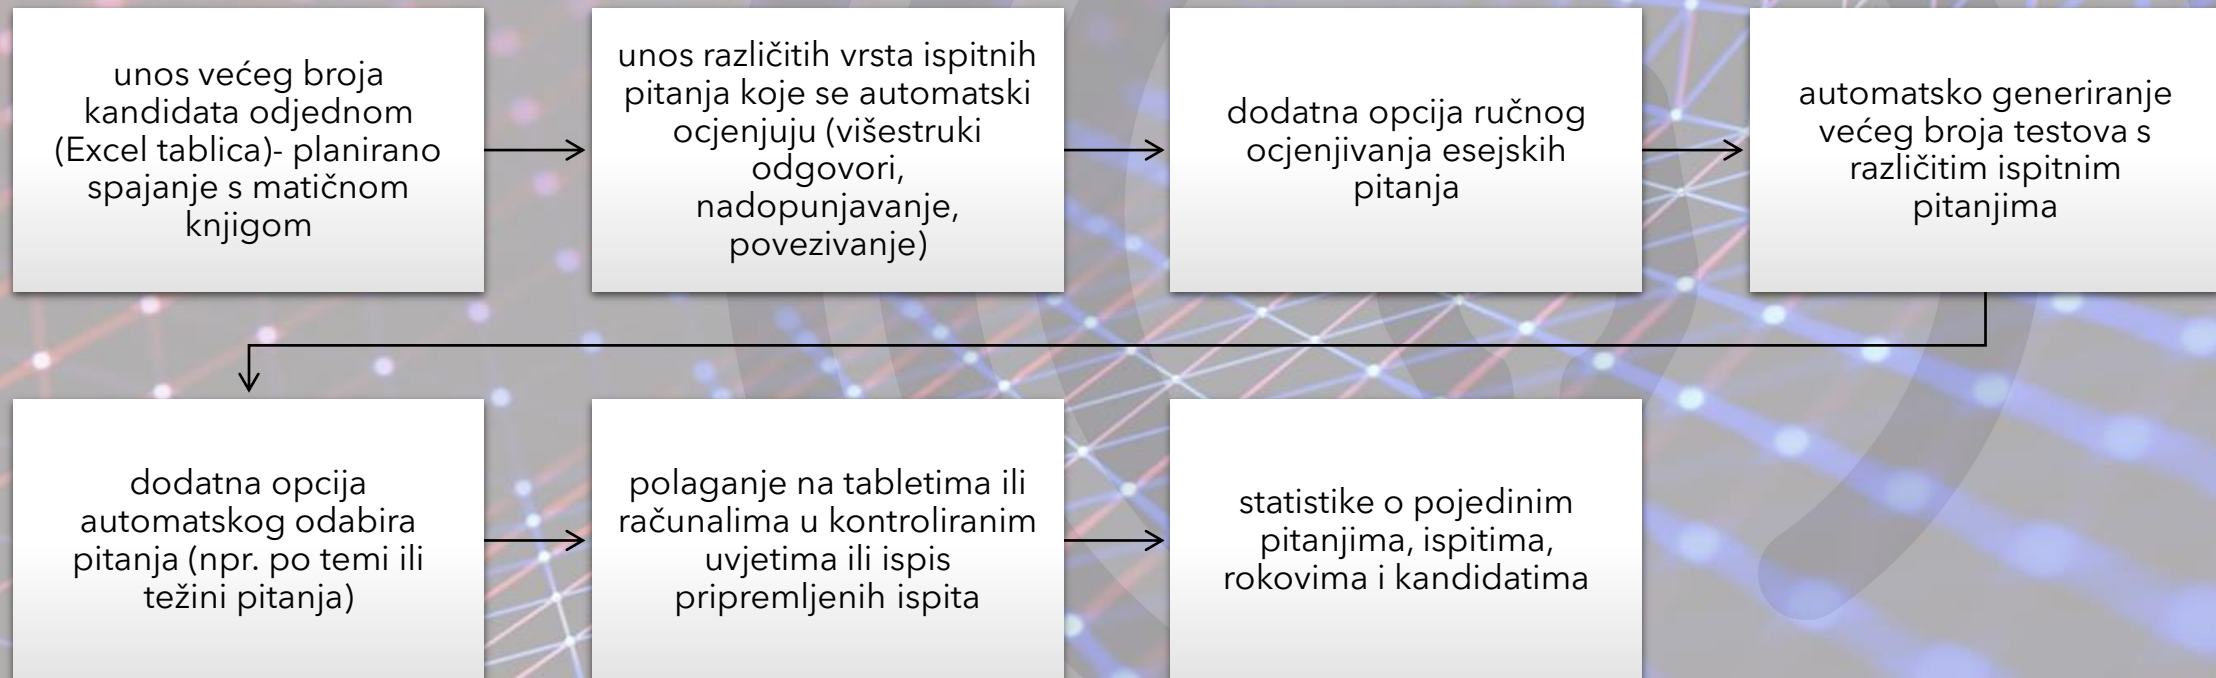 unos većeg broja
kandidata odjednom
(Excel tablica)- planirano
spajanje s matičnom
knjigom
unos različitih vrsta ispitnih
pitanja koje se automatski
ocjenjuju (višestruki
odgovori,
nadopunjavanje,
povezivanje)
dodatna opcija ručnog
ocjenjivanja esejskih
pitanja
automatsko generiranje
većeg broja testova s
različitim ispitnim
pitanjima
dodatna opcija
automatskog odabira
pitanja (npr. po temi ili
težini pitanja)
polaganje na tabletima ili
računalima u kontroliranim
uvjetima ili ispis
pripremljenih ispita
statistike o pojedinim
pitanjima, ispitima,
rokovima i kandidatima